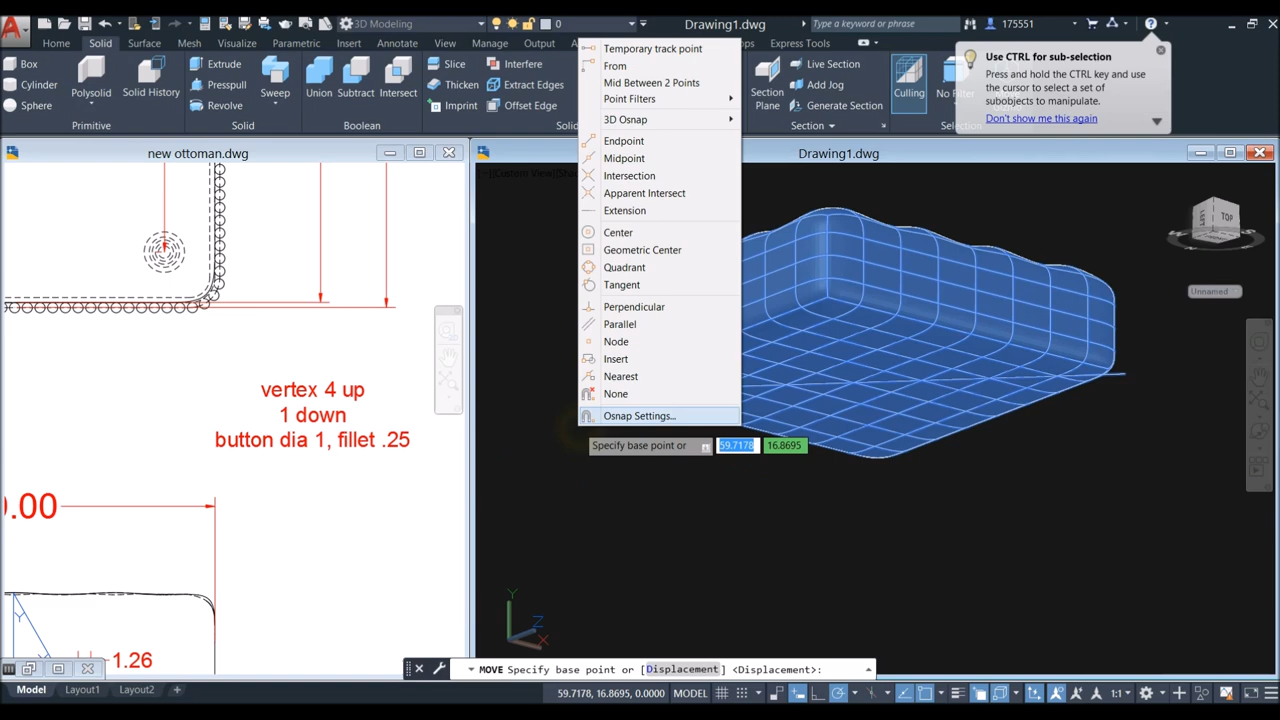 3D Modeling
0
Drawing1.dwg
Type a keyword or phrase
175551
Home
Solid
Surface
Mesh
Visualize
Parametric
Insert
Annotate
View
Manage
Output
Express Tools
Box
Cylinder
Sphere
Polysolid
Solid History
Extrude
Presspull
Revolve
Sweep
Union
Subtract
Intersect
Slice
Thicken
Imprint
Interfere
Extract Edges
Offset Edge
Section
Plane
Live Section
Add Jog
Generate Section
Culling
No Filter
Primitive
Solid
Boolean
Section
Use CTRL for sub-selection
Press and hold the CTRL key and use
the cursor to select a set of
subobjects to manipulate.
Don't show me this again
Temporary track point
From
Mid Between 2 Points
Point Filters
3D Osnap
Endpoint
Midpoint
Intersection
Apparent Intersect
Extension
Center
Geometric Center
Quadrant
Tangent
Perpendicular
Parallel
Node
Insert
Nearest
None
Osnap Settings...
new ottoman.dwg
Drawing1.dwg
[-][Custom View]
LEFT
TOP
Unnamed
vertex 4 up
1 down
button dia 1, fillet .25
0.00
1.26
Y
Specify base point or
59.7178
16.8695
Y
Z
X
MOVE Specify base point or [Displacement] <Displacement>:
Model
Layout1
Layout2
59.7178, 16.8695, 0.0000
MODEL
1:1